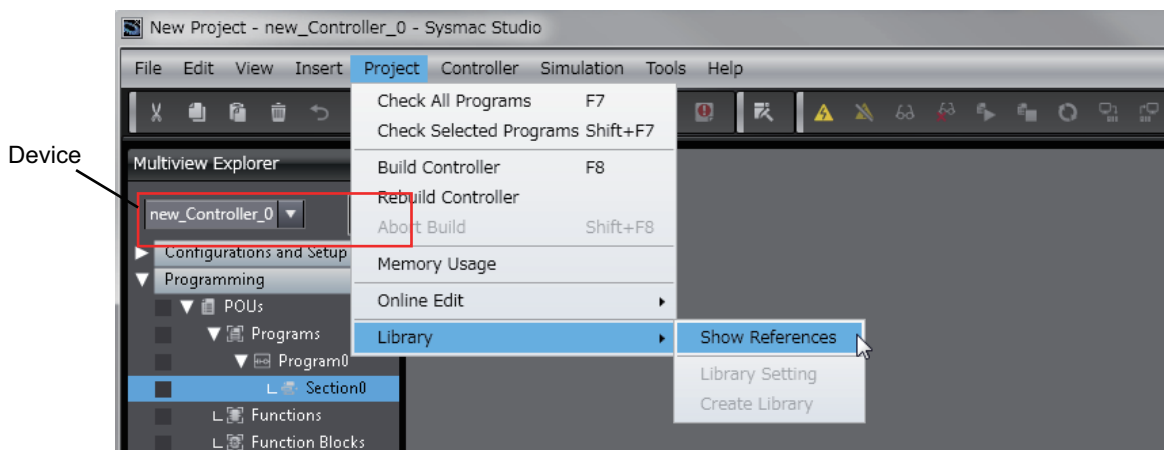 New Project - new_Controller_0 - Sysmac Studio
File Edit View Insert Project Controller Simulation Tools Help
Check All Programs F7
Check Selected Programs Shift+F7
Device
Multiview Explorer
Build Controller F8
Rebuild Controller
new_Controller_0
Abort Build Shift+F8
Configurations and Setup
Memory Usage
Programming
Online Edit
POUs
Programs
Library
Show References
Program0
Library Setting
Section0
Create Library
Functions
Function Blocks